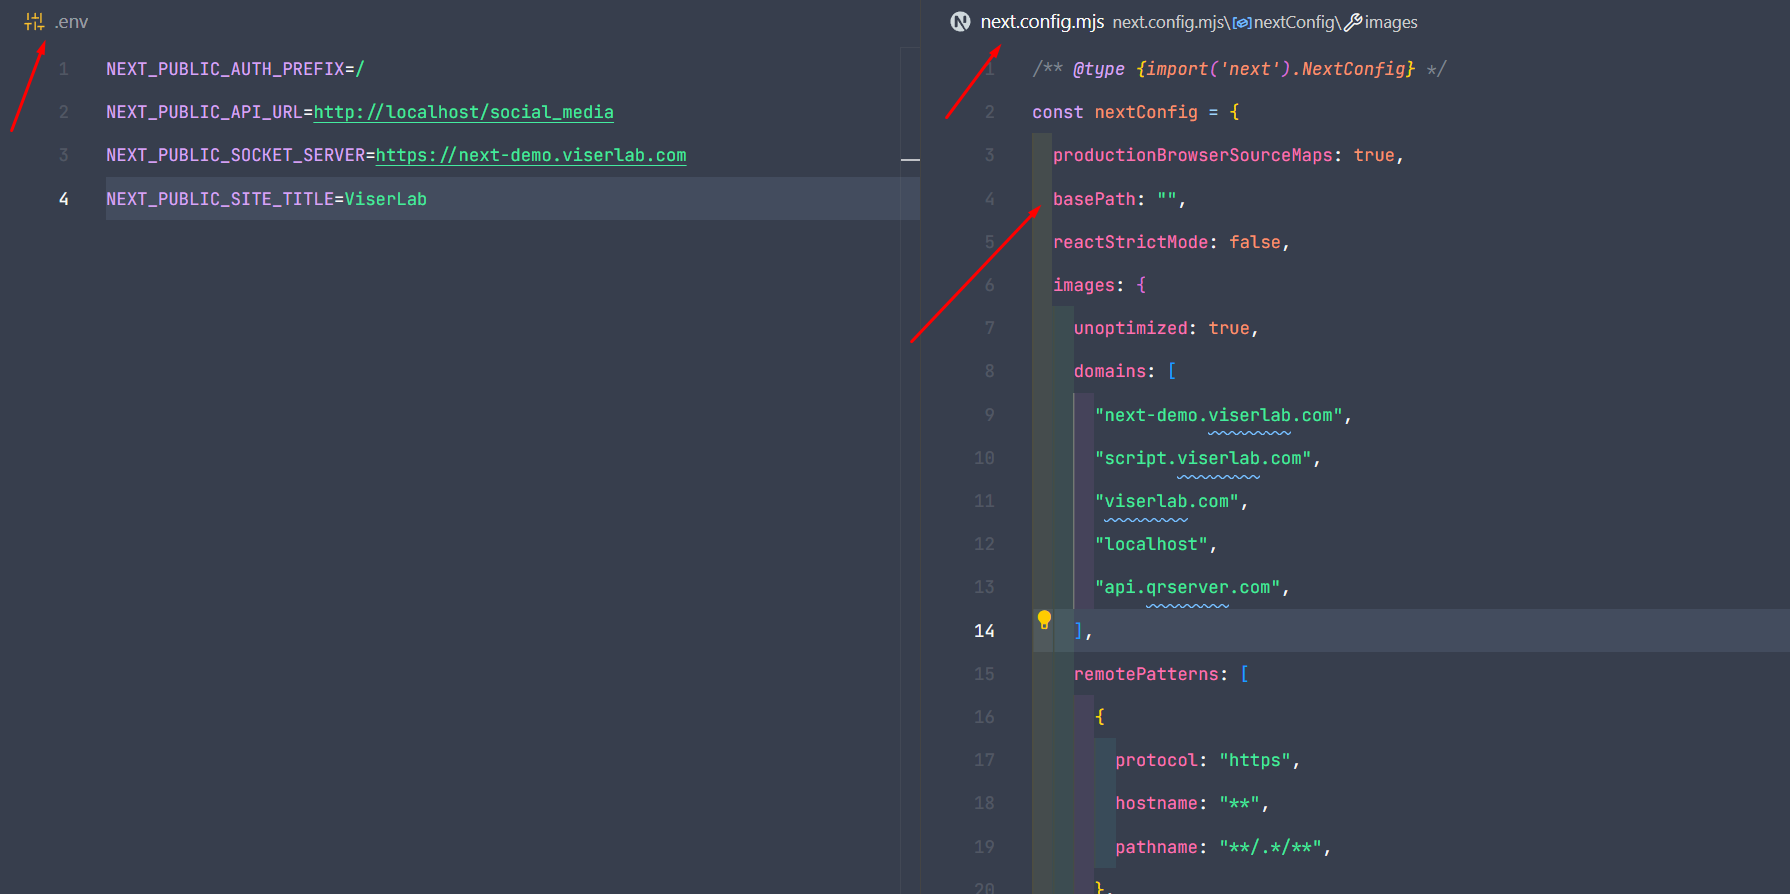 .env
1 NEXT_PUBLIC_AUTH_PREFIX=/
2 NEXT_PUBLIC_API_URL=http://localhost/social_media
3 NEXT_PUBLIC_SOCKET_SERVER=https://next-demo.viserlab.com
4 NEXT_PUBLIC_SITE_TITLE=ViserLab
next.config.mjs next.config.mjs\nextConfig\images
1 /** @type {import('next').NextConfig} */
2 const nextConfig = {
3 productionBrowserSourceMaps: true,
4 basePath: "",
5 reactStrictMode: false,
6 images: {
7 unoptimized: true,
8 domains: [
9 "next-demo.viserlab.com",
10 "script.viserlab.com",
11 "viserlab.com",
12 "localhost",
13 "api.qrserver.com",
14 ],
15 remotePatterns: [
16 {
17 protocol: "https",
18 hostname: "**",
19 pathname: "**/.*/**",
20 },